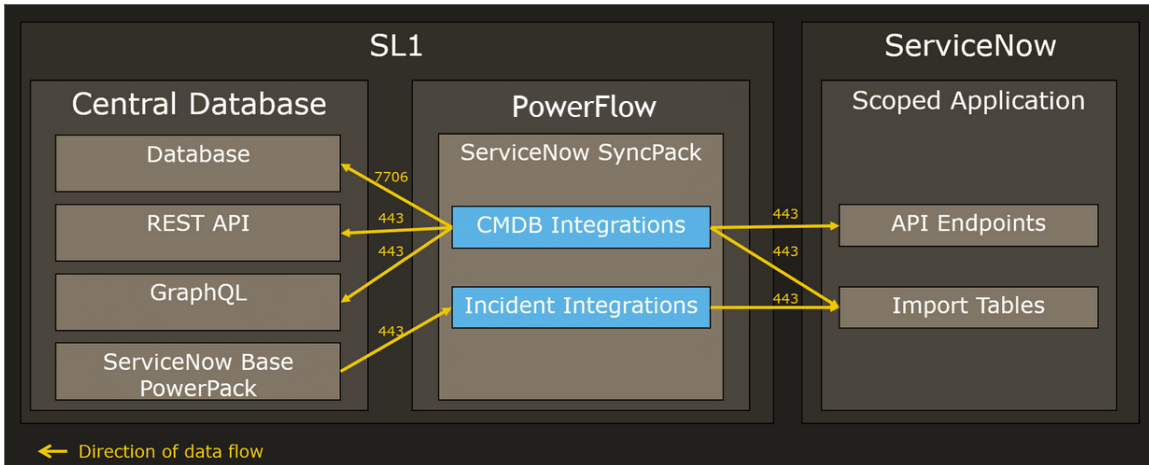 SL1
ServiceNow
Central Database
PowerFlow
Scoped Application
Database
ServiceNow SyncPack
7706
REST API
443
CMDB Integrations
443
API Endpoints
443
443
GraphQL
Incident Integrations
443
Import Tables
443
ServiceNow Base
PowerPack
Direction of data flow